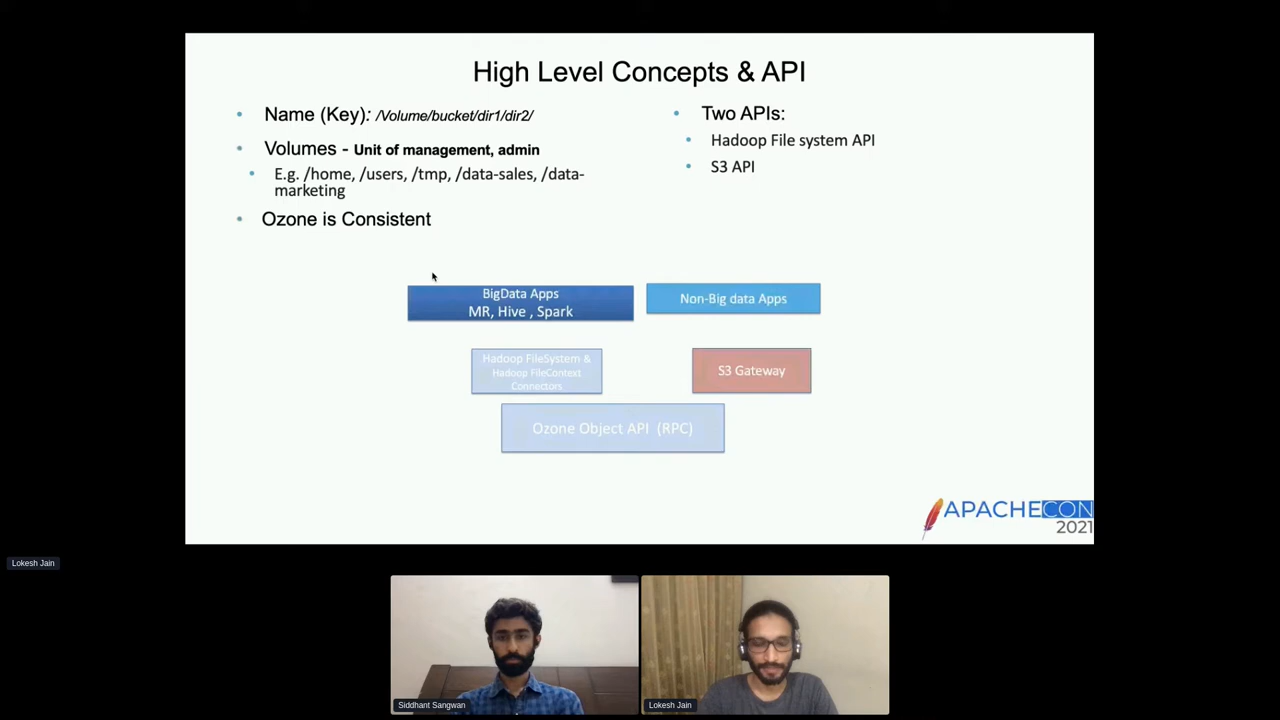 High Level Concepts & API
• Name (Key): /Volume/bucket/dir1/dir2/
• Volumes - Unit of management, admin
• E.g. /home, /users, /tmp, /data-sales, /data-
marketing
• Ozone is Consistent
• Two APIs:
• Hadoop File system API
• S3 API
BigData Apps
MR, Hive , Spark
Non-Big data Apps
Hadoop FileSystem &
Hadoop FileContext
Connectors
S3 Gateway
Ozone Object API (RPC)
APACHECON
2021
Lokesh Jain
Siddhant Sangwan
Lokesh Jain